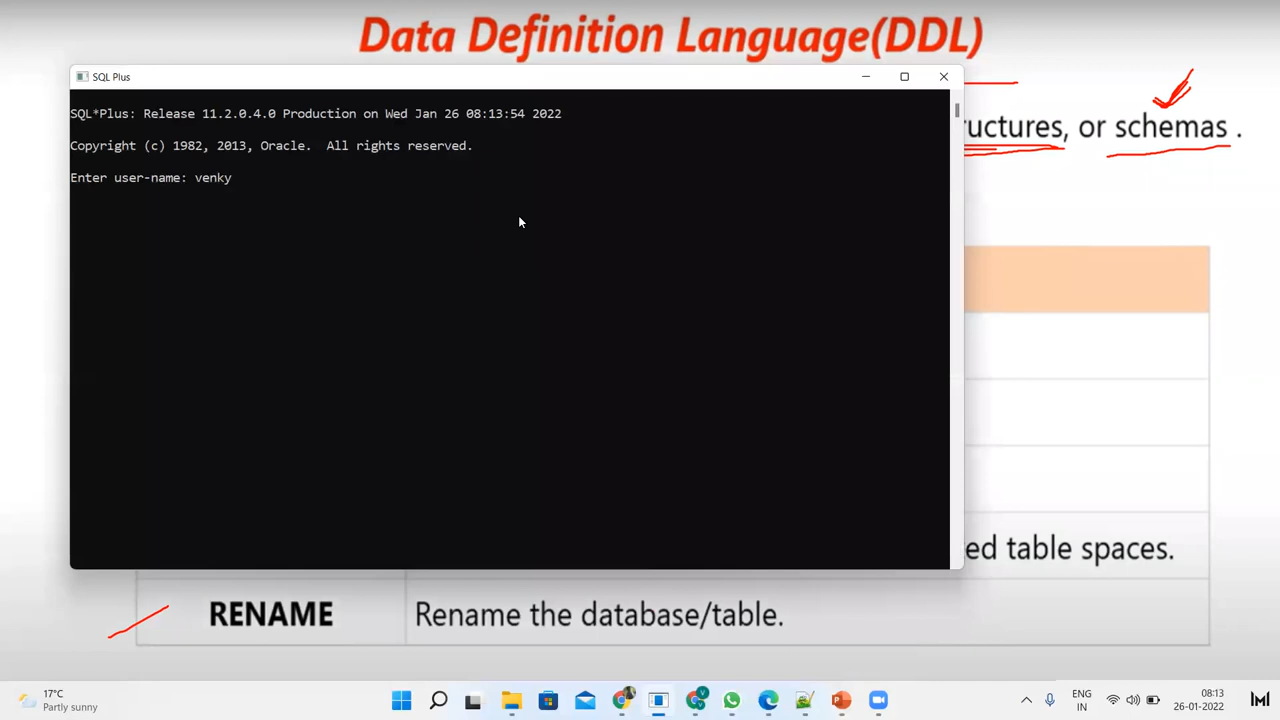 Data Definition Language(DDL)
SQL Plus
SQL*Plus: Release 11.2.0.4.0 Production on Wed Jan 26 08:13:54 2022
uctures, or schemas .
Copyright (c) 1982, 2013, Oracle.  All rights reserved.
Enter user-name: venky
ed table spaces.
RENAME Rename the database/table.
17°C
Partly sunny
ENG
IN
08:13
26-01-2022